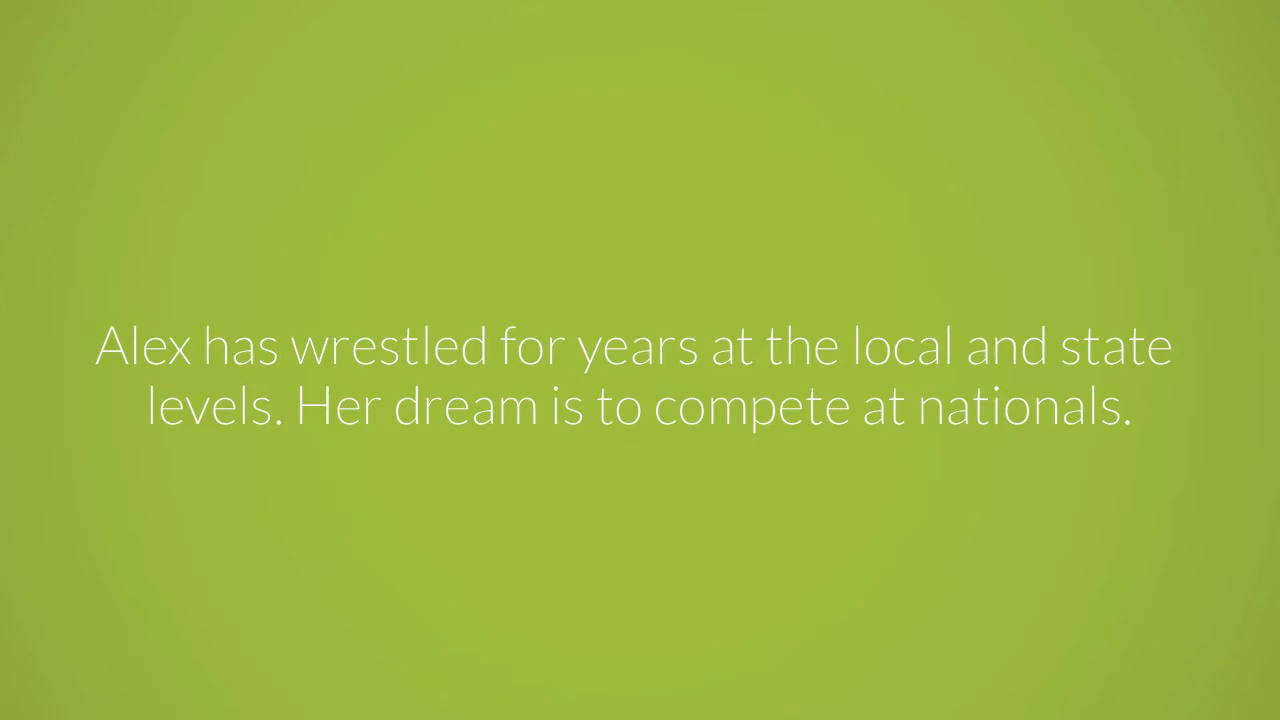 Alex has wrestled for years at the local and state
levels. Her dream is to compete at nationals.